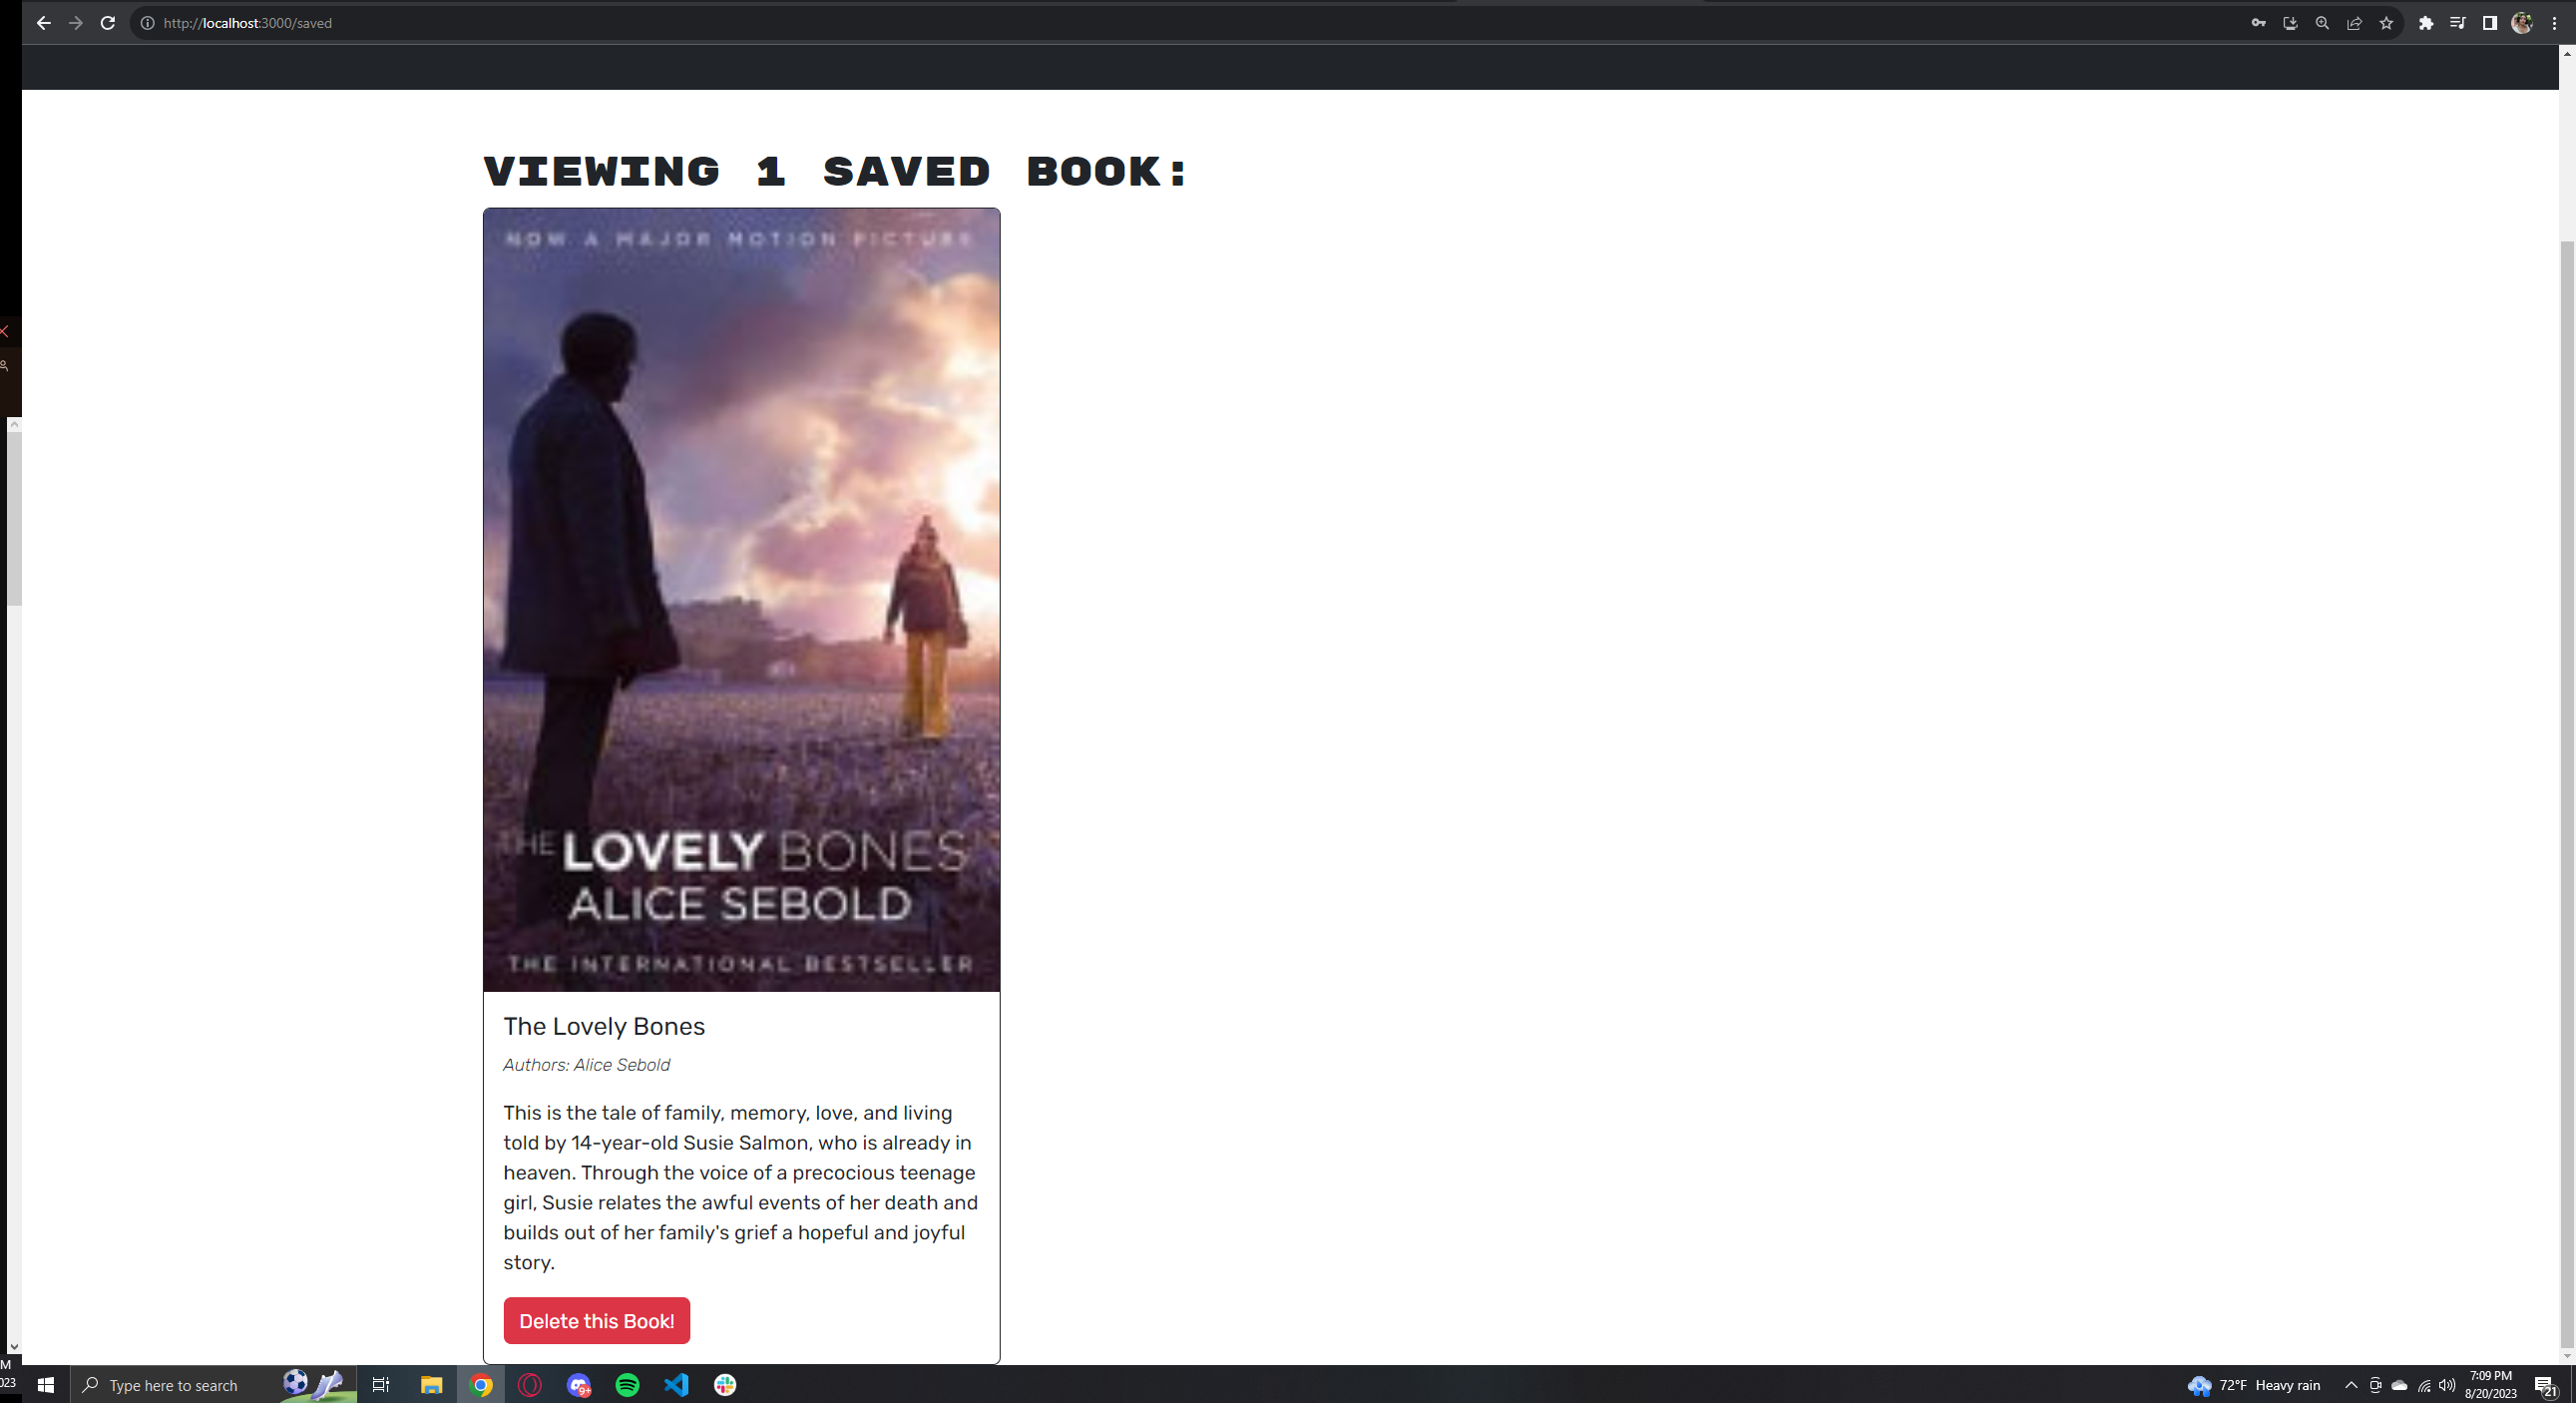 http://localhost:3000/saved
VIEWING 1 SAVED BOOK:
NOW A MAJOR MOTION PICTURE
THE LOVELY BONES
ALICE SEBOLD
THE INTERNATIONAL BESTSELLER
The Lovely Bones
Authors: Alice Sebold
This is the tale of family, memory, love, and living
told by 14-year-old Susie Salmon, who is already in
heaven. Through the voice of a precocious teenage
girl, Susie relates the awful events of her death and
builds out of her family's grief a hopeful and joyful
story.
Delete this Book!
M
023
Type here to search
9+
72°F Heavy rain
7:09 PM
8/20/2023
21